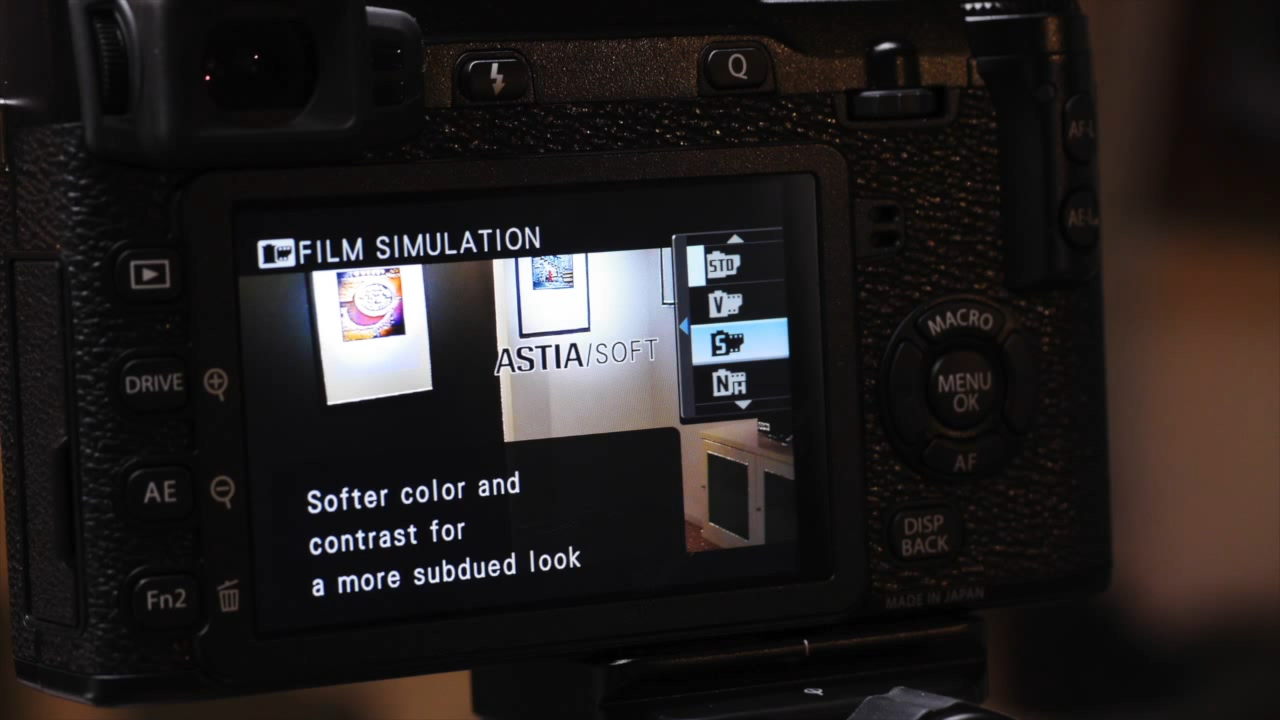 Q
AF-L
AE-L
FILM SIMULATION
STD
V
ASTIA/SOFT
S
NH
MACRO
MENU
OK
AF
DRIVE
AE
Fn2
Softer color and
contrast for
a more subdued look
DISP
BACK
MADE IN JAPAN